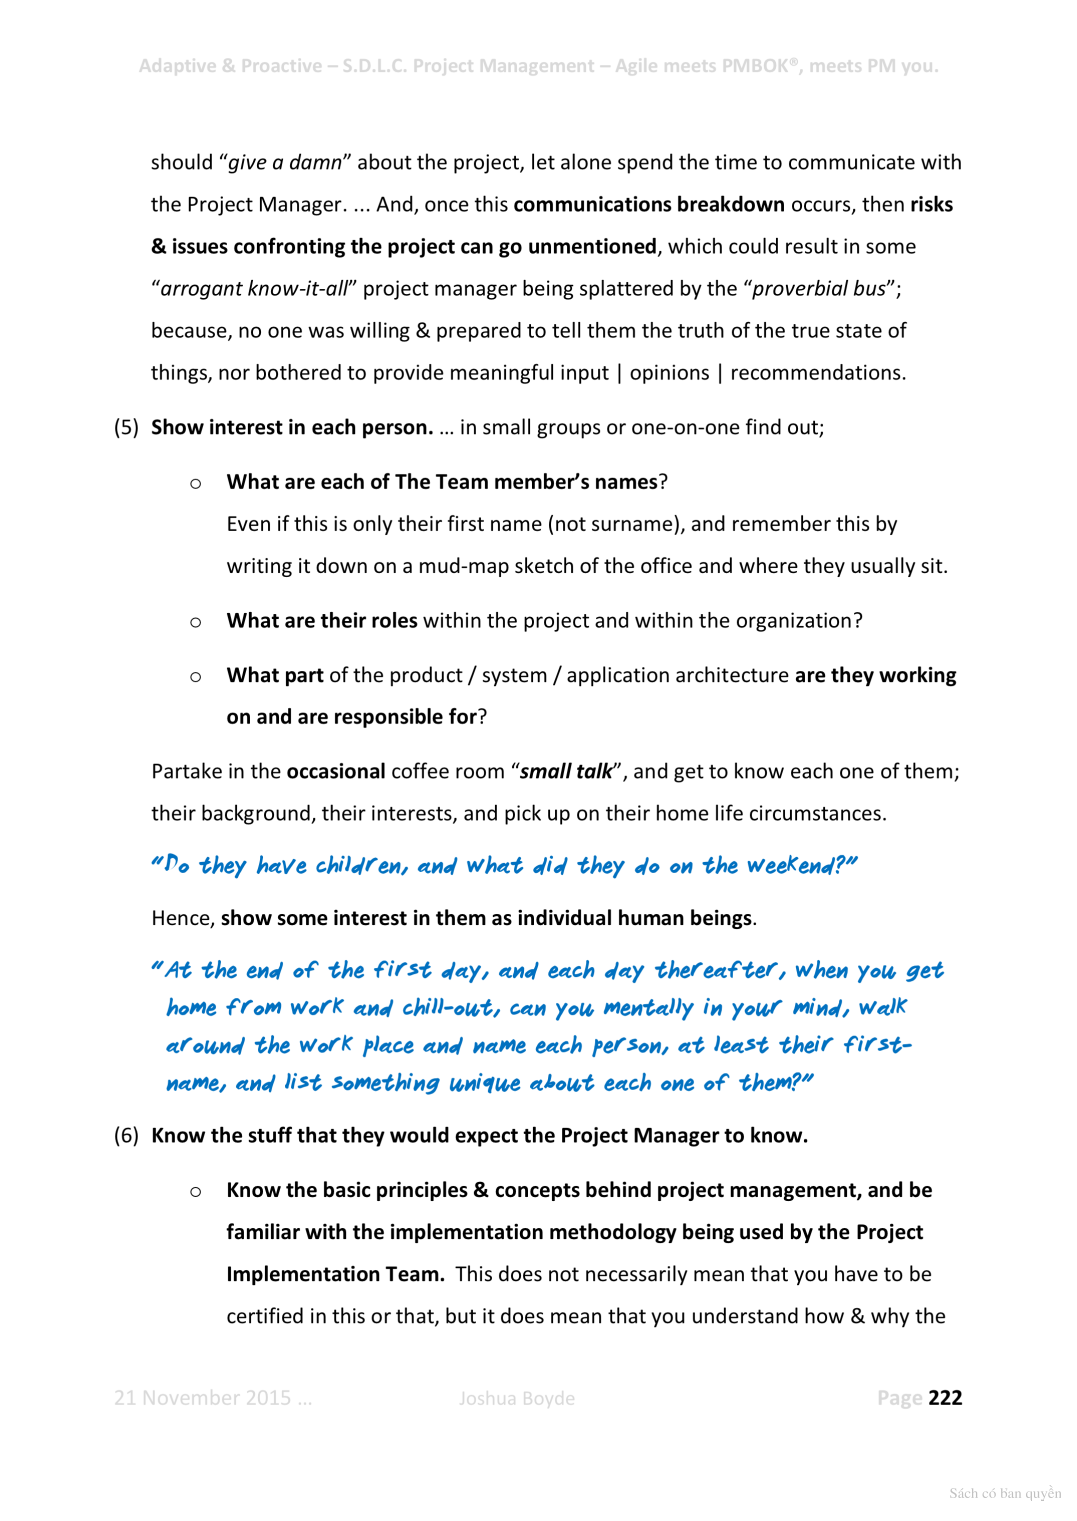 Adaptive & Proactive – S.D.L.C. Project Management – Agile meets PMBOK®, meets PM you.
should “give a damn” about the project, let alone spend the time to communicate with
the Project Manager. ... And, once this communications breakdown occurs, then risks
& issues confronting the project can go unmentioned, which could result in some
“arrogant know-it-all” project manager being splattered by the “proverbial bus”;
because, no one was willing & prepared to tell them the truth of the true state of
things, nor bothered to provide meaningful input | opinions | recommendations.
(5) Show interest in each person. … in small groups or one-on-one find out;
o What are each of The Team member’s names?
Even if this is only their first name (not surname), and remember this by
writing it down on a mud-map sketch of the office and where they usually sit.
o What are their roles within the project and within the organization?
o What part of the product / system / application architecture are they working
on and are responsible for?
Partake in the occasional coffee room “small talk”, and get to know each one of them;
their background, their interests, and pick up on their home life circumstances.
“Do they have children, and what did they do on the weekend?”
Hence, show some interest in them as individual human beings.
“At the end of the first day, and each day thereafter, when you get
home from work and chill-out, can you mentally in your mind, walk
around the work place and name each person, at least their first-
name, and list something unique about each one of them?”
(6) Know the stuff that they would expect the Project Manager to know.
o Know the basic principles & concepts behind project management, and be
familiar with the implementation methodology being used by the Project
Implementation Team. This does not necessarily mean that you have to be
certified in this or that, but it does mean that you understand how & why the
21 November 2015 … Joshua Boyde Page 222
Sách có bản quyền